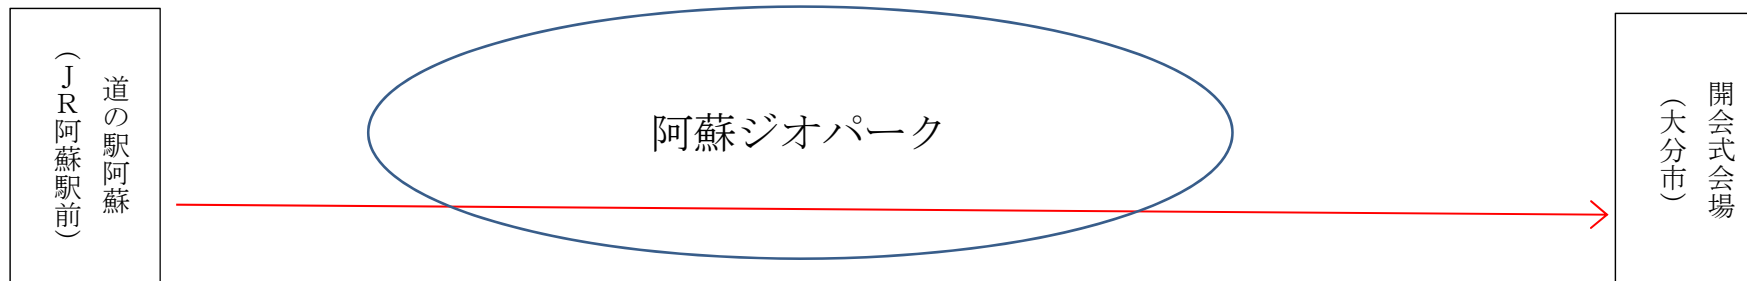 道の駅阿蘇
（ＪＲ阿蘇駅前）
阿蘇ジオパーク
開会式会場
（大分市）